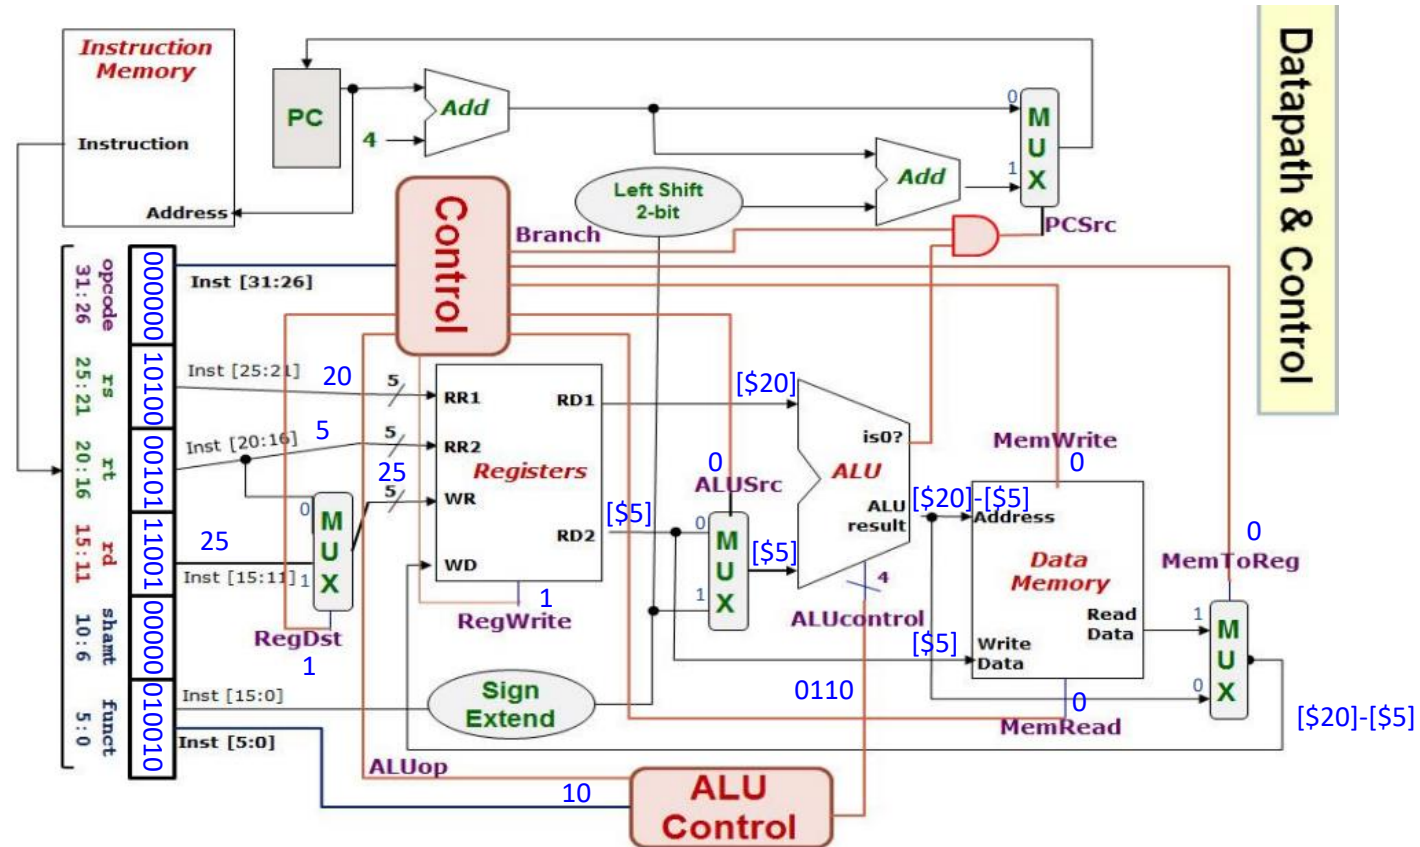 Datapath & Control
Instruction
Memory
Instruction
Address
PC
4
Add
Add
0
M
U
X
1
PCSrc
Left Shift
2-bit
Control
Branch
opcode
31:26
000000
Inst [31:26]
rs
25:21
10100
Inst [25:21]
20
5
rt
20:16
00101
Inst [20:16]
5
5
rd
15:11
11001
25
Inst [15:11]
25
5
shamt
10:6
00000
funct
5:0
010010
Inst [15:0]
Inst [5:0]
0
M
U
X
1
RegDst
1
RR1
RR2
WR
WD
Registers
RD1
RD2
1
RegWrite
[$20]
[$5]
0
ALUSrc
0
M
U
X
1
[$5]
is0?
ALU
ALU
result
4
ALUcontrol
0110
[$20]-[$5]
MemWrite
0
Address
Data
Memory
Read
Data
[$5]
Write
Data
0
MemRead
0
MemToReg
1
M
U
X
0
[$20]-[$5]
Sign
Extend
ALUop
10
ALU
Control